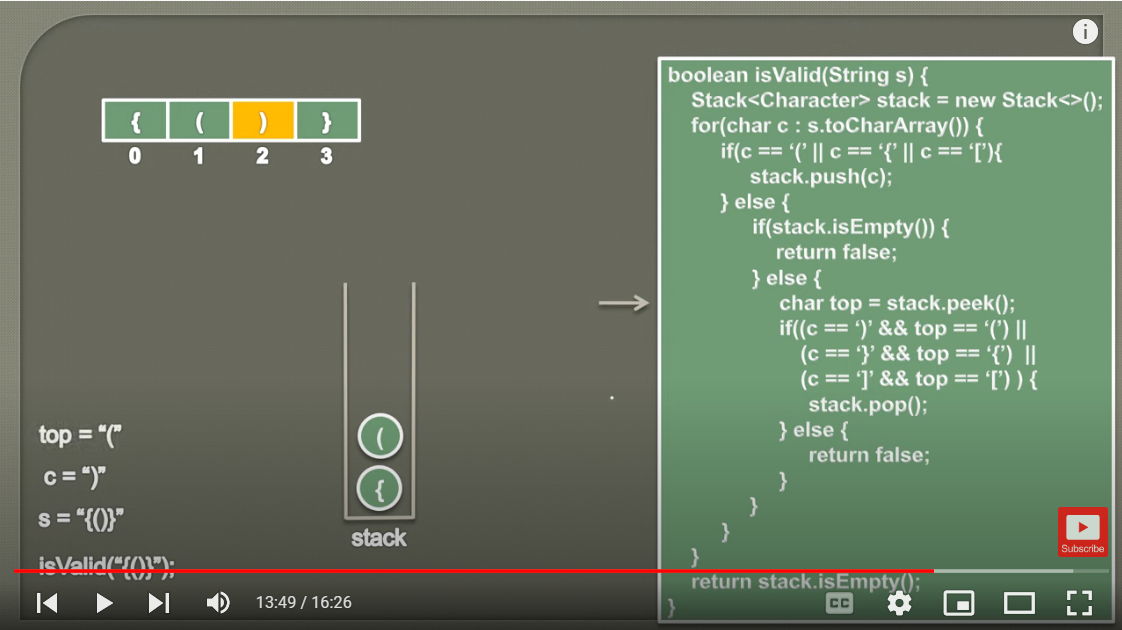 { ( ) }
0 1 2 3
boolean isValid(String s) {
Stack<Character> stack = new Stack<>();
for(char c : s.toCharArray()) {
if(c == ‘(’ || c == ‘{’ || c == ‘[’){
stack.push(c);
} else {
if(stack.isEmpty()) {
return false;
} else {
char top = stack.peek();
if((c == ‘)’ && top == ‘(’) ||
(c == ‘}’ && top == ‘{’) ||
(c == ‘]’ && top == ‘[’) ) {
stack.pop();
} else {
return false;
}
}
}
}
return stack.isEmpty();
}
(
{
stack
top = “(”
c = “)”
s = “{()}”
isValid(“{()}”);
Subscribe
13:49 / 16:26
CC